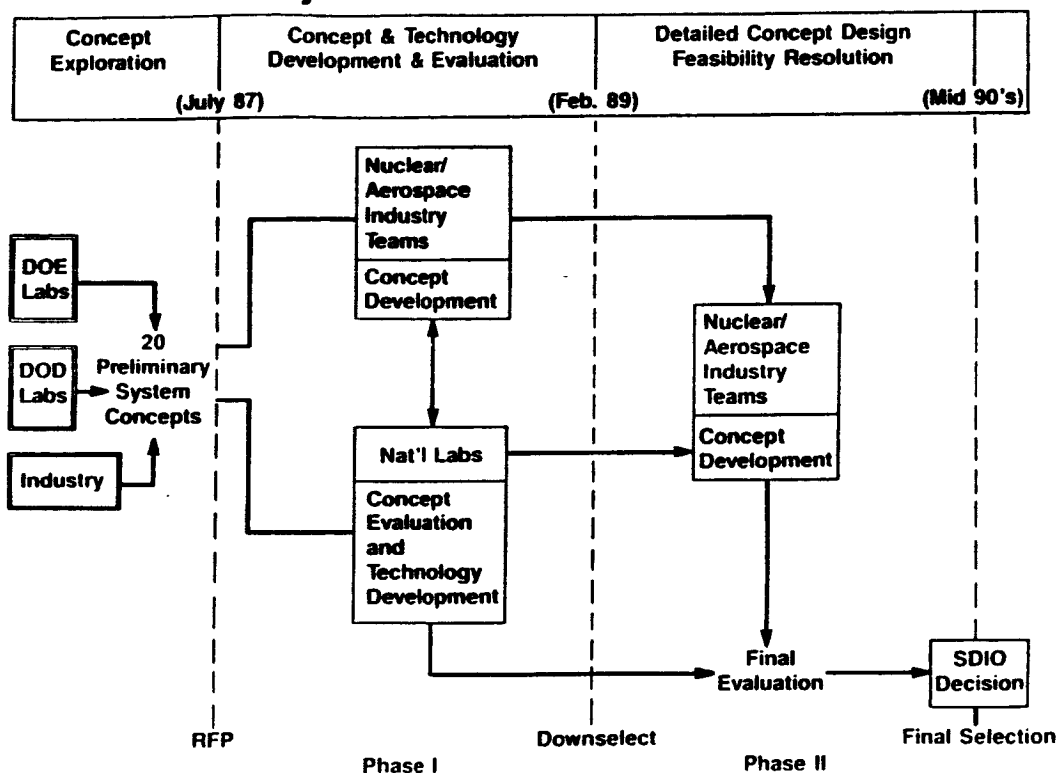 Concept
Exploration
(July 87)
Concept & Technology
Development & Evaluation
(Feb. 89)
Detailed Concept Design
Feasibility Resolution
(Mid 90's)
DOE
Labs
DOD
Labs
Industry
20
Preliminary
System
Concepts
Nuclear/
Aerospace
Industry
Teams
Concept
Development
Nat'l Labs
Concept
Evaluation
and
Technology
Development
Nuclear/
Aerospace
Industry
Teams
Concept
Development
Final
Evaluation
SDIO
Decision
RFP
Downselect
Final Selection
Phase I
Phase II